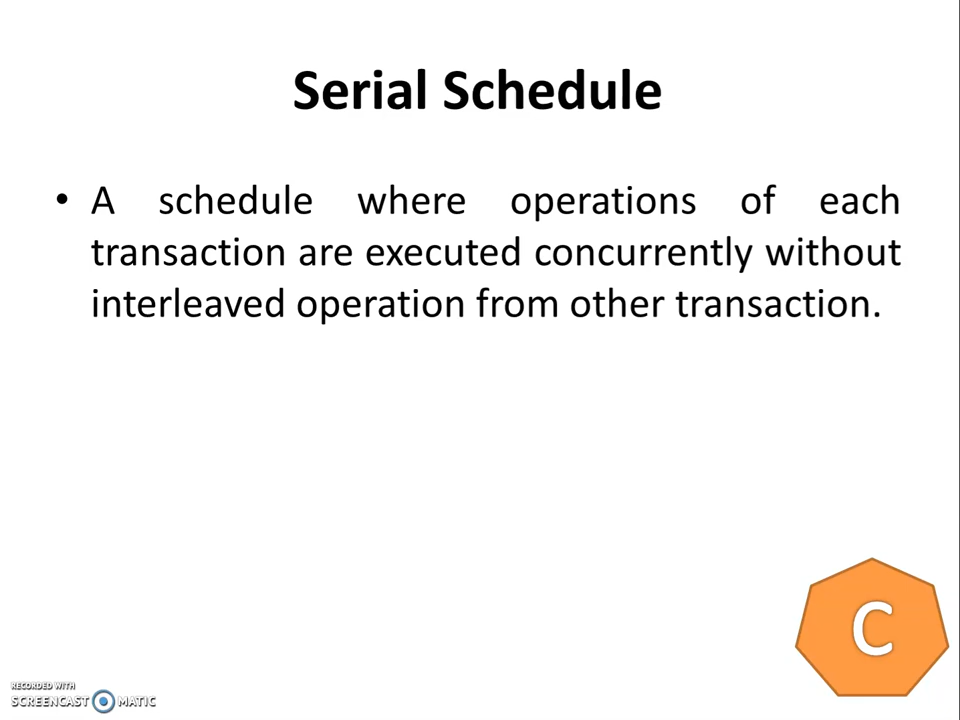 Serial Schedule
• A schedule where operations of each
transaction are executed concurrently without
interleaved operation from other transaction.
C
RECORDED WITH
SCREENCAST MATIC